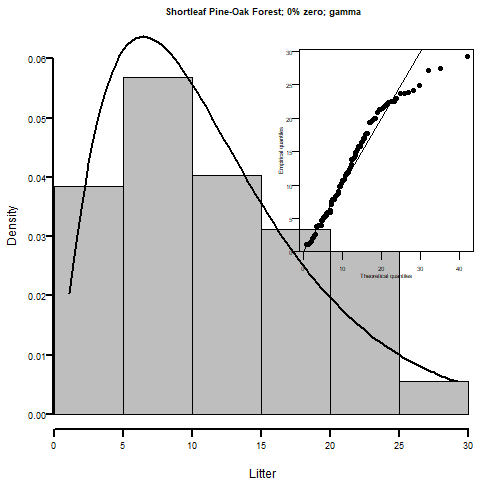 Shortleaf Pine-Oak Forest; 0% zero; gamma
Density
0.06
0.05
0.04
0.03
0.02
0.01
0.00
0 5 10 15 20 25 30
Litter
Empirical quantiles
30
25
20
15
10
5
0
0 10 20 30 40
Theoretical quantiles